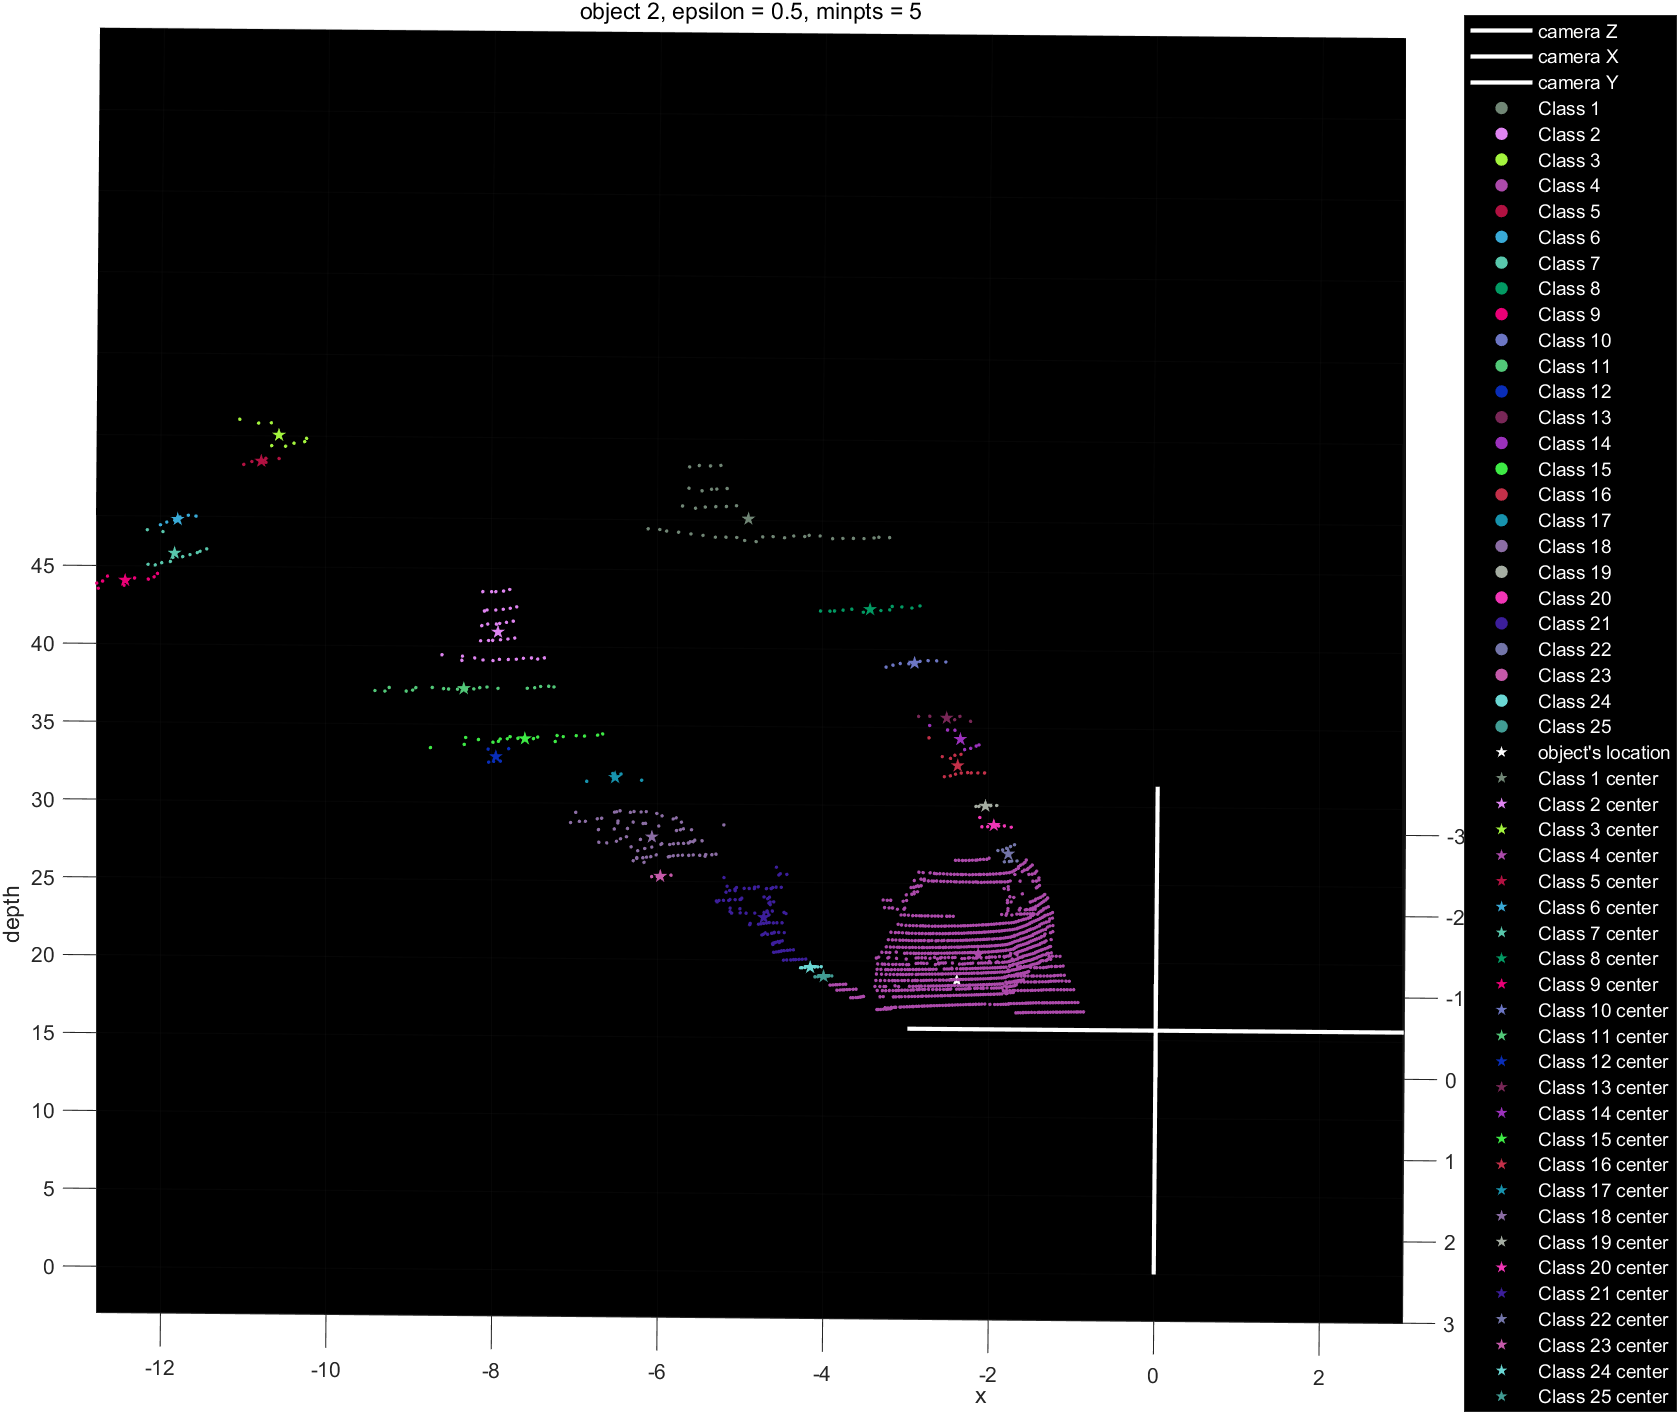 object 2, epsilon = 0.5, minpts = 5
camera Z
camera X
camera Y
Class 1
Class 2
Class 3
Class 4
Class 5
Class 6
Class 7
Class 8
Class 9
Class 10
Class 11
Class 12
Class 13
Class 14
Class 15
Class 16
Class 17
Class 18
Class 19
Class 20
Class 21
Class 22
Class 23
Class 24
Class 25
object's location
Class 1 center
Class 2 center
Class 3 center
Class 4 center
Class 5 center
Class 6 center
Class 7 center
Class 8 center
Class 9 center
Class 10 center
Class 11 center
Class 12 center
Class 13 center
Class 14 center
Class 15 center
Class 16 center
Class 17 center
Class 18 center
Class 19 center
Class 20 center
Class 21 center
Class 22 center
Class 23 center
Class 24 center
Class 25 center
45
40
35
30
25
20
15
10
5
0
depth
-3
-2
-1
0
1
2
3
-12 -10 -8 -6 -4 -2 0 2
x